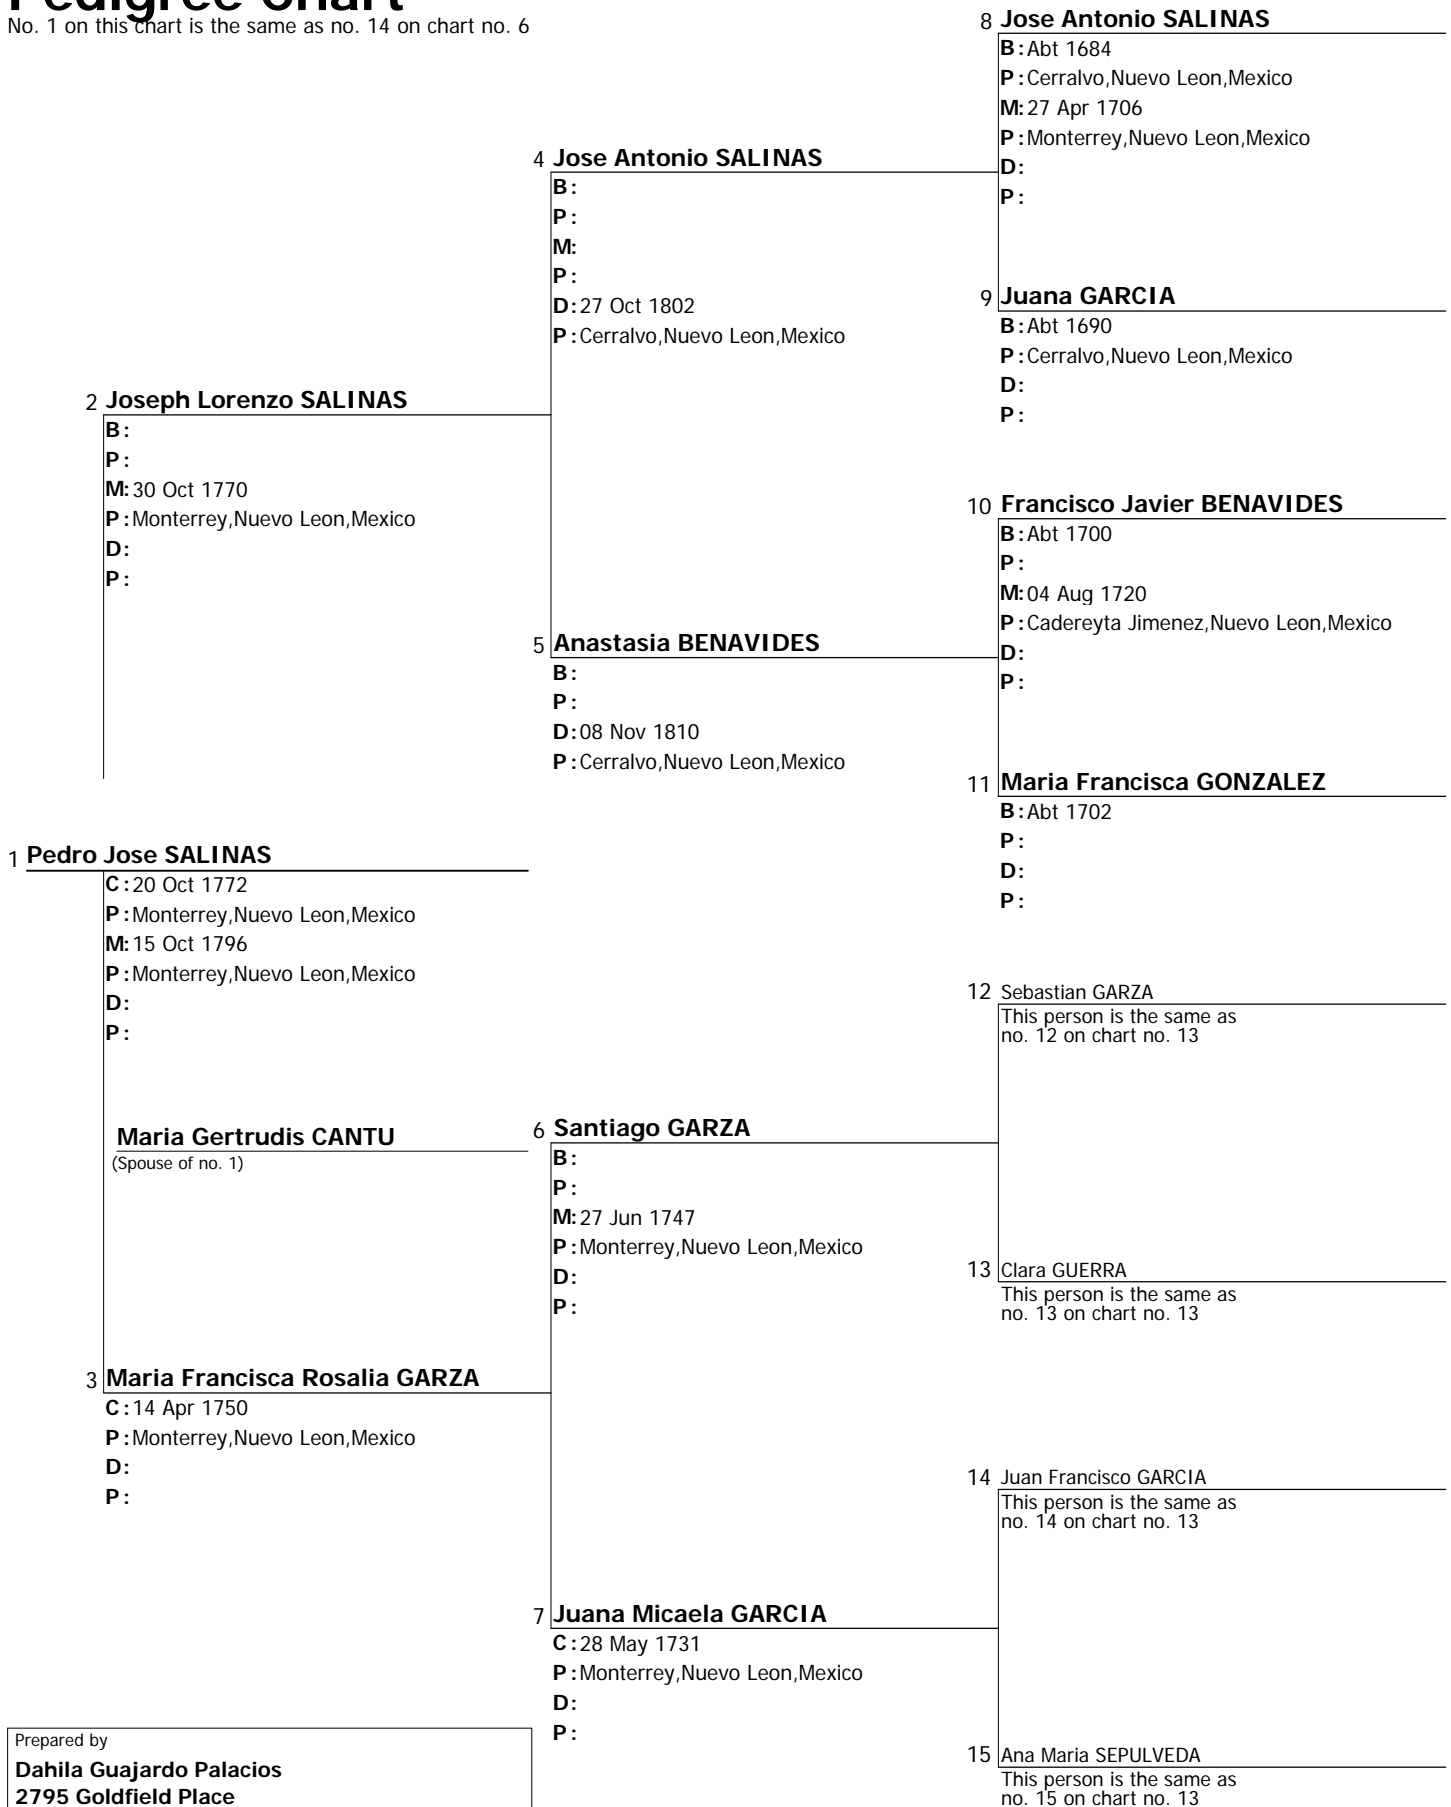 Pedigree Chart
No. 1 on this chart is the same as no. 14 on chart no. 6
8 Jose Antonio SALINAS
B: Abt 1684
P: Cerralvo,Nuevo Leon,Mexico
M: 27 Apr 1706
P: Monterrey,Nuevo Leon,Mexico
D:
P:
4 Jose Antonio SALINAS
B:
P:
M:
P:
D: 27 Oct 1802
P: Cerralvo,Nuevo Leon,Mexico
9 Juana GARCIA
B: Abt 1690
P: Cerralvo,Nuevo Leon,Mexico
D:
P:
2 Joseph Lorenzo SALINAS
B:
P:
M: 30 Oct 1770
P: Monterrey,Nuevo Leon,Mexico
D:
P:
10 Francisco Javier BENAVIDES
B: Abt 1700
P:
M: 04 Aug 1720
P: Cadereyta Jimenez,Nuevo Leon,Mexico
D:
P:
5 Anastasia BENAVIDES
B:
P:
D: 08 Nov 1810
P: Cerralvo,Nuevo Leon,Mexico
11 Maria Francisca GONZALEZ
B: Abt 1702
P:
D:
P:
1 Pedro Jose SALINAS
C: 20 Oct 1772
P: Monterrey,Nuevo Leon,Mexico
M: 15 Oct 1796
P: Monterrey,Nuevo Leon,Mexico
D:
P:
12 Sebastian GARZA
This person is the same as
no. 12 on chart no. 13
Maria Gertrudis CANTU
(Spouse of no. 1)
6 Santiago GARZA
B:
P:
M: 27 Jun 1747
P: Monterrey,Nuevo Leon,Mexico
D:
P:
13 Clara GUERRA
This person is the same as
no. 13 on chart no. 13
3 Maria Francisca Rosalia GARZA
C: 14 Apr 1750
P: Monterrey,Nuevo Leon,Mexico
D:
P:
14 Juan Francisco GARCIA
This person is the same as
no. 14 on chart no. 13
7 Juana Micaela GARCIA
C: 28 May 1731
P: Monterrey,Nuevo Leon,Mexico
D:
P:
15 Ana Maria SEPULVEDA
This person is the same as
no. 15 on chart no. 13
Prepared by
Dahila Guajardo Palacios
2795 Goldfield Place